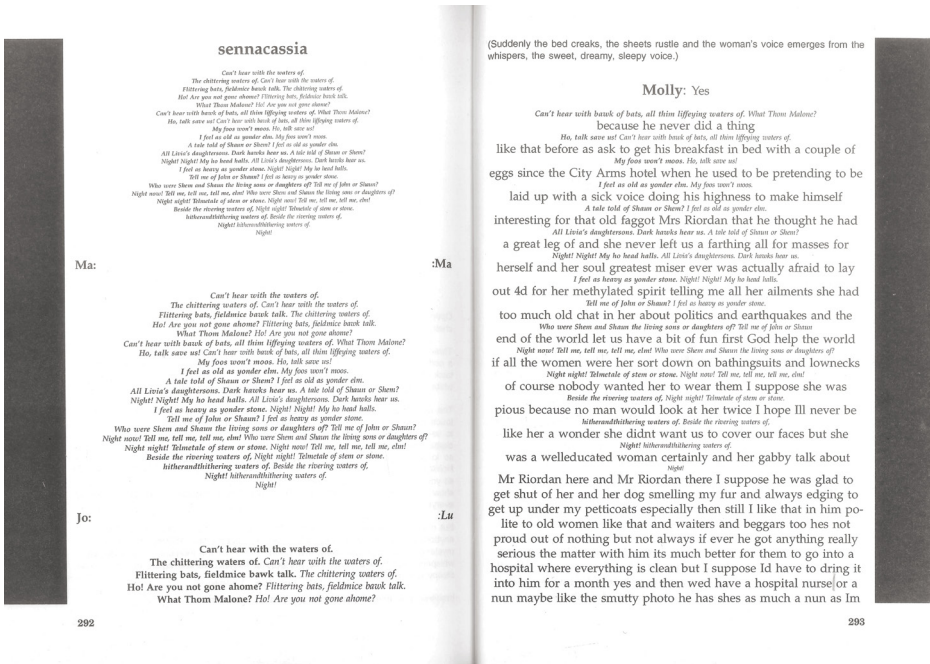 sennacassia
Can't hear with the waters of.
The chittering waters of. Can't hear with the waters of.
Flittering bats, fieldmice bawk talk. The chittering waters of.
Ho! Are you not gone ahome? Flittering bats, fieldmice bawk talk.
What Thom Malone? Ho! Are you not gone ahome?
Can't hear with bawk of bats, all thim liffeying waters of. What Thom Malone?
Ho, talk save us! Can't hear with bawk of bats, all thim liffeying waters of.
My foos won't moos. Ho, talk save us!
I feel as old as yonder elm. My foos won't moos.
A tale told of Shaun or Shem? I feel as old as yonder elm.
All Livia's daughtersons. Dark hawks hear us. A tale told of Shaun or Shem?
Night! Night! My ho head halls. All Livia's daughtersons. Dark hawks hear us.
I feel as heavy as yonder stone. Night! Night! My ho head halls.
Tell me of John or Shaun? I feel as heavy as yonder stone.
Who were Shem and Shaun the living sons or daughters of? Tell me of John or Shaun?
Night now! Tell me, tell me, tell me, elm! Who were Shem and Shaun the living sons or daughters of?
Night night! Telmetale of stem or stone. Night now! Tell me, tell me, tell me, elm!
Beside the rivering waters of, Night night! Telmetale of stem or stone.
hitherandthithering waters of. Beside the rivering waters of,
Night! hitherandthithering waters of.
Night!
Ma: :Ma
Can't hear with the waters of.
The chittering waters of. Can't hear with the waters of.
Flittering bats, fieldmice bawk talk. The chittering waters of.
Ho! Are you not gone ahome? Flittering bats, fieldmice bawk talk.
What Thom Malone? Ho! Are you not gone ahome?
Can't hear with bawk of bats, all thim liffeying waters of. What Thom Malone?
Ho, talk save us! Can't hear with bawk of bats, all thim liffeying waters of.
My foos won't moos. Ho, talk save us!
I feel as old as yonder elm. My foos won't moos.
A tale told of Shaun or Shem? I feel as old as yonder elm.
All Livia's daughtersons. Dark hawks hear us. A tale told of Shaun or Shem?
Night! Night! My ho head halls. All Livia's daughtersons. Dark hawks hear us.
I feel as heavy as yonder stone. Night! Night! My ho head halls.
Tell me of John or Shaun? I feel as heavy as yonder stone.
Who were Shem and Shaun the living sons or daughters of? Tell me of John or Shaun?
Night now! Tell me, tell me, tell me, elm! Who were Shem and Shaun the living sons or daughters of?
Night night! Telmetale of stem or stone. Night now! Tell me, tell me, tell me, elm!
Beside the rivering waters of, Night night! Telmetale of stem or stone.
hitherandthithering waters of. Beside the rivering waters of,
Night! hitherandthithering waters of.
Night!
Jo: :Lu
Can't hear with the waters of.
The chittering waters of. Can't hear with the waters of.
Flittering bats, fieldmice bawk talk. The chittering waters of.
Ho! Are you not gone ahome? Flittering bats, fieldmice bawk talk.
What Thom Malone? Ho! Are you not gone ahome?
292
(Suddenly the bed creaks, the sheets rustle and the woman's voice emerges from the
whispers, the sweet, dreamy, sleepy voice.)
Molly: Yes
Can't hear with bawk of bats, all thim liffeying waters of. What Thom Malone?
because he never did a thing
Ho, talk save us! Can't hear with bawk of bats, all thim liffeying waters of.
like that before as ask to get his breakfast in bed with a couple of
My foos won't moos. Ho, talk save us!
eggs since the City Arms hotel when he used to be pretending to be
I feel as old as yonder elm. My foos won't moos.
laid up with a sick voice doing his highness to make himself
A tale told of Shaun or Shem? I feel as old as yonder elm.
interesting for that old faggot Mrs Riordan that he thought he had
All Livia's daughtersons. Dark hawks hear us. A tale told of Shaun or Shem?
a great leg of and she never left us a farthing all for masses for
Night! Night! My ho head halls. All Livia's daughtersons. Dark hawks hear us.
herself and her soul greatest miser ever was actually afraid to lay
I feel as heavy as yonder stone. Night! Night! My ho head halls.
out 4d for her methylated spirit telling me all her ailments she had
Tell me of John or Shaun? I feel as heavy as yonder stone.
too much old chat in her about politics and earthquakes and the
Who were Shem and Shaun the living sons or daughters of? Tell me of John or Shaun
end of the world let us have a bit of fun first God help the world
Night now! Tell me, tell me, tell me, elm! Who were Shem and Shaun the living sons or daughters of?
if all the women were her sort down on bathingsuits and lownecks
Night night! Telmetale of stem or stone. Night now! Tell me, tell me, tell me, elm!
of course nobody wanted her to wear them I suppose she was
Beside the rivering waters of, Night night! Telmetale of stem or stone.
pious because no man would look at her twice I hope Ill never be
hitherandthithering waters of. Beside the rivering waters of,
like her a wonder she didnt want us to cover our faces but she
Night! hitherandthithering waters of.
was a welleducated woman certainly and her gabby talk about
Night!
Mr Riordan here and Mr Riordan there I suppose he was glad to
get shut of her and her dog smelling my fur and always edging to
get up under my petticoats especially then still I like that in him po-
lite to old women like that and waiters and beggars too hes not
proud out of nothing but not always if ever he got anything really
serious the matter with him its much better for them to go into a
hospital where everything is clean but I suppose Id have to dring it
into him for a month yes and then wed have a hospital nurse or a
nun maybe like the smutty photo he has shes as much a nun as Im
293